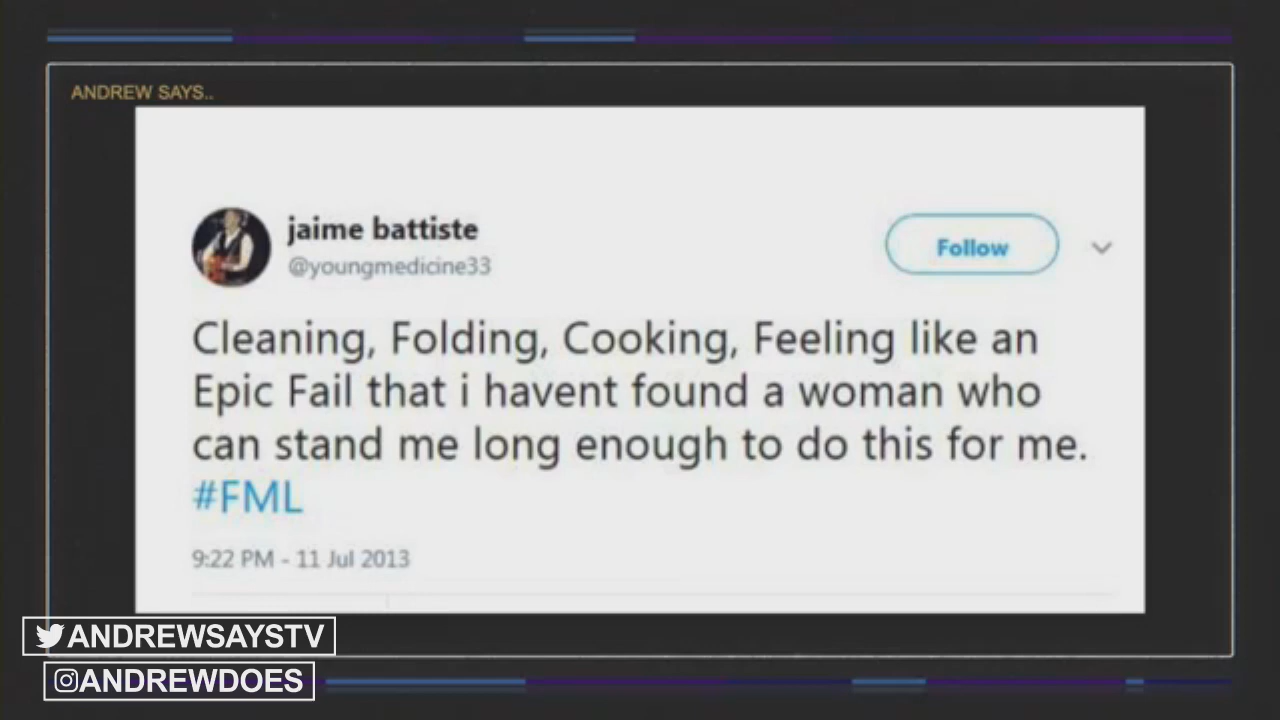 ANDREW SAYS..
jaime battiste
@youngmedicine33
Follow
Cleaning, Folding, Cooking, Feeling like an
Epic Fail that i havent found a woman who
can stand me long enough to do this for me.
#FML
9:22 PM - 11 Jul 2013
ANDREWSAYSTV
ANDREWDOES